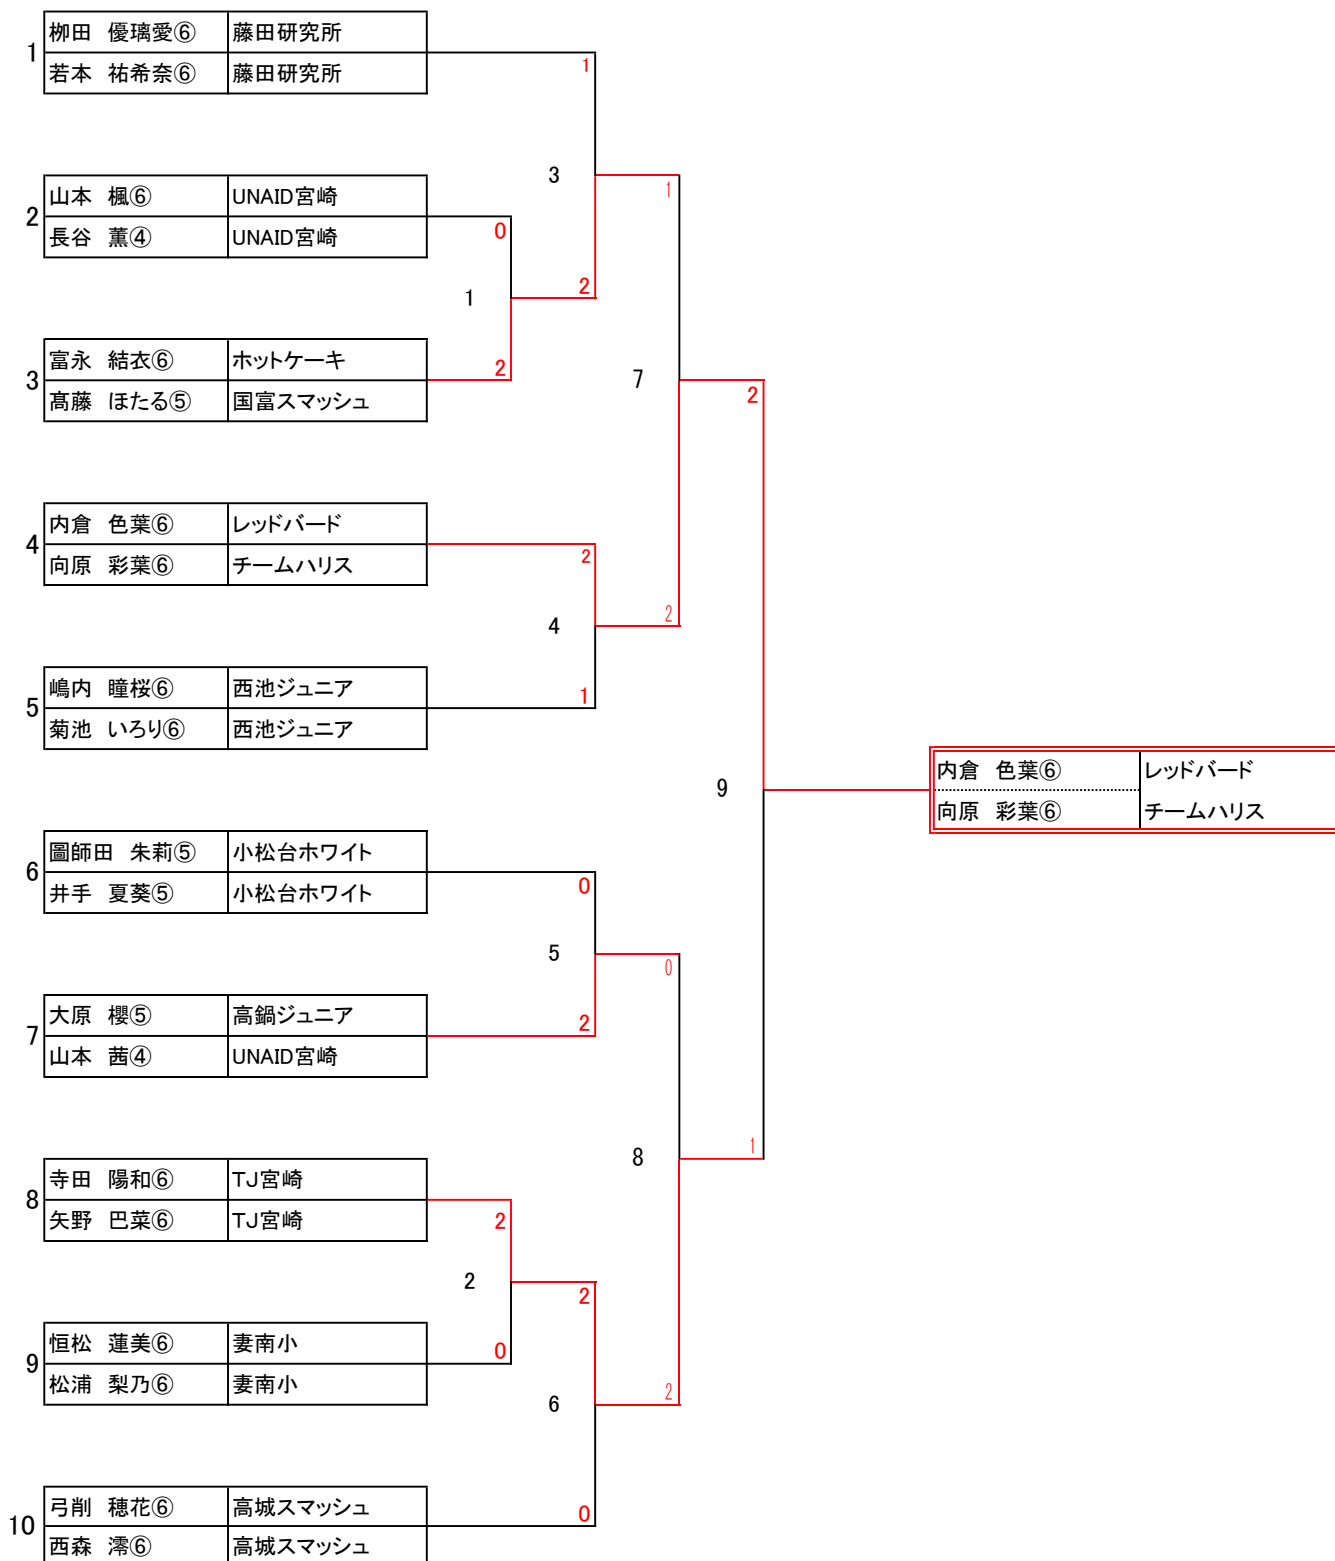 1 栁田 優璃愛⑥ 藤田研究所
若本 祐希奈⑥ 藤田研究所
1
3
1
2 山本 楓⑥ UNAID宮崎
長谷 薫④ UNAID宮崎
0
1
2
3 富永 結衣⑥ ホットケーキ
髙藤 ほたる⑤ 国富スマッシュ
2
7
2
4 内倉 色葉⑥ レッドバード
向原 彩葉⑥ チームハリス
2
4
2
5 嶋内 瞳桜⑥ 西池ジュニア
菊池 いろり⑥ 西池ジュニア
1
9
内倉 色葉⑥ レッドバード
向原 彩葉⑥ チームハリス
6 圖師田 朱莉⑤ 小松台ホワイト
井手 夏葵⑤ 小松台ホワイト
0
5
0
7 大原 櫻⑤ 高鍋ジュニア
山本 茜④ UNAID宮崎
2
8
1
8 寺田 陽和⑥ TJ宮崎
矢野 巴菜⑥ TJ宮崎
2
2
2
9 恒松 蓮美⑥ 妻南小
松浦 梨乃⑥ 妻南小
0
6
2
10 弓削 穂花⑥ 高城スマッシュ
西森 澪⑥ 高城スマッシュ
0